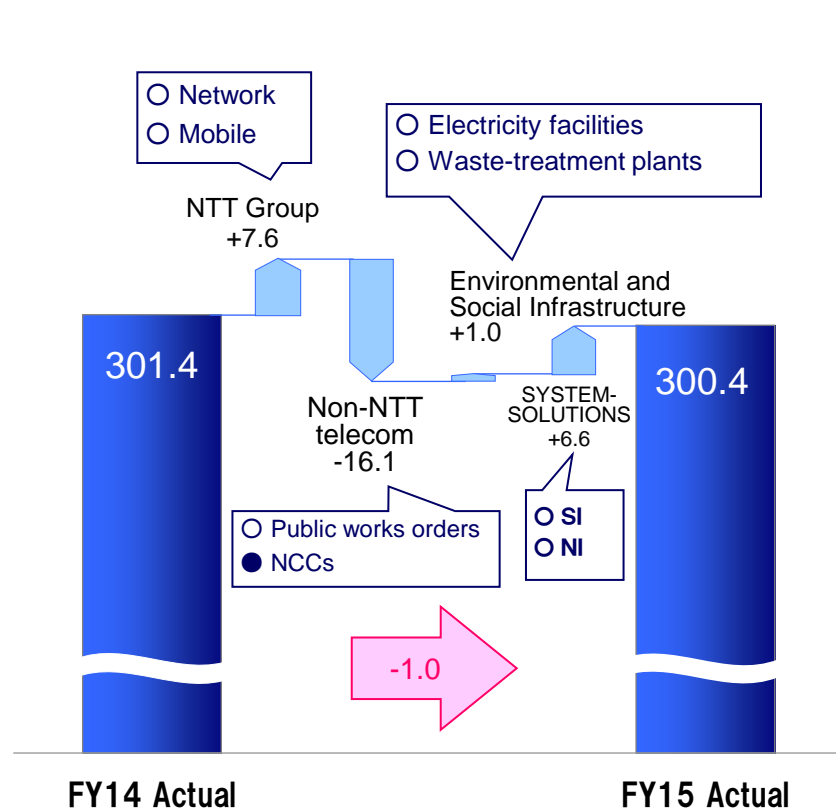 ○ Network
○ Mobile
○ Electricity facilities
○ Waste-treatment plants
NTT Group
+7.6
Environmental and
Social Infrastructure
+1.0
301.4
300.4
Non-NTT
telecom
-16.1
SYSTEM-
SOLUTIONS
+6.6
○ Public works orders
● NCCs
○ SI
○ NI
-1.0
FY14 Actual
FY15 Actual